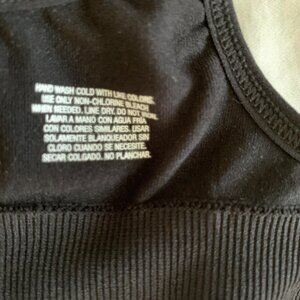 HAND WASH COLD WITH LIKE COLORS.
USE ONLY NON-CHLORINE BLEACH
WHEN NEEDED. LINE DRY. DO NOT IRON.
LAVAR A MANO CON AGUA FRIA
CON COLORES SIMILARES. USAR
SOLAMENTE BLANQUEADOR SIN
CLORO CUANDO SE NECESITE.
SECAR COLGADO. NO PLANCHAR.